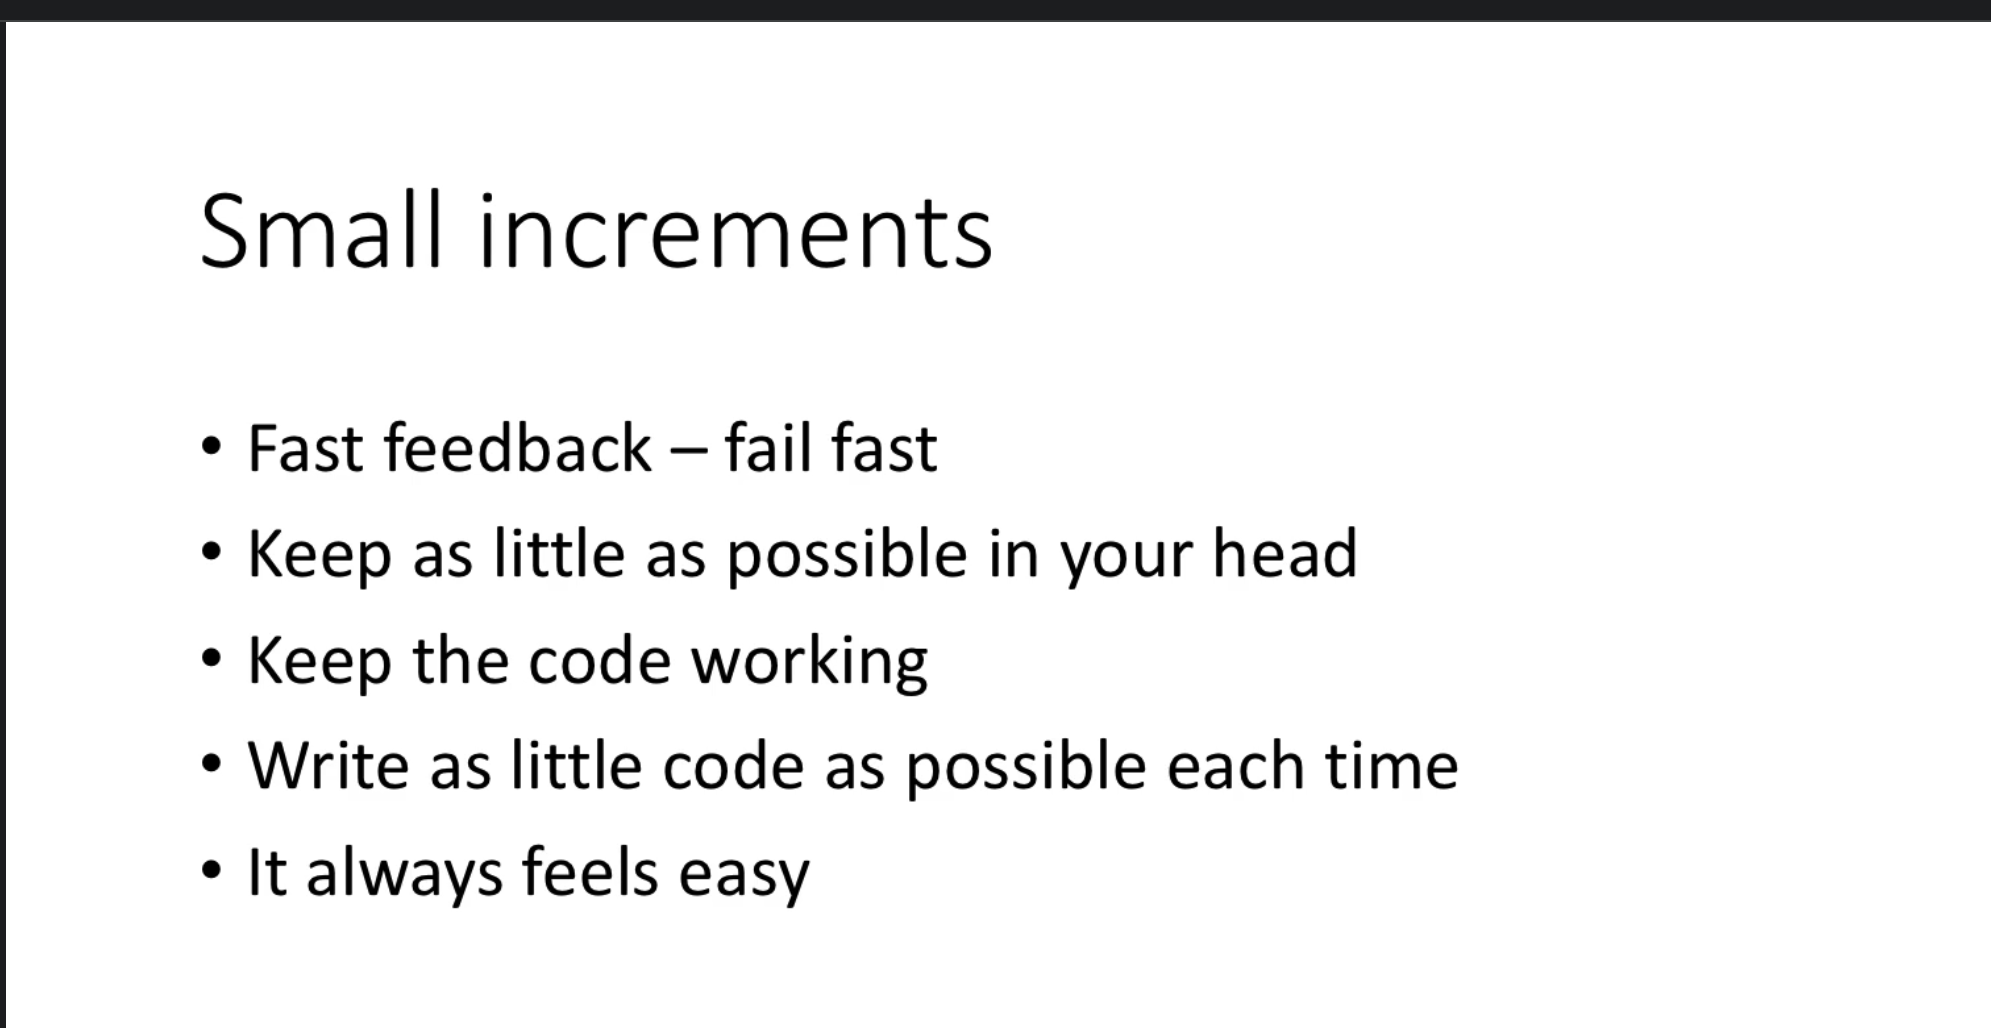 Small increments
• Fast feedback – fail fast
• Keep as little as possible in your head
• Keep the code working
• Write as little code as possible each time
• It always feels easy